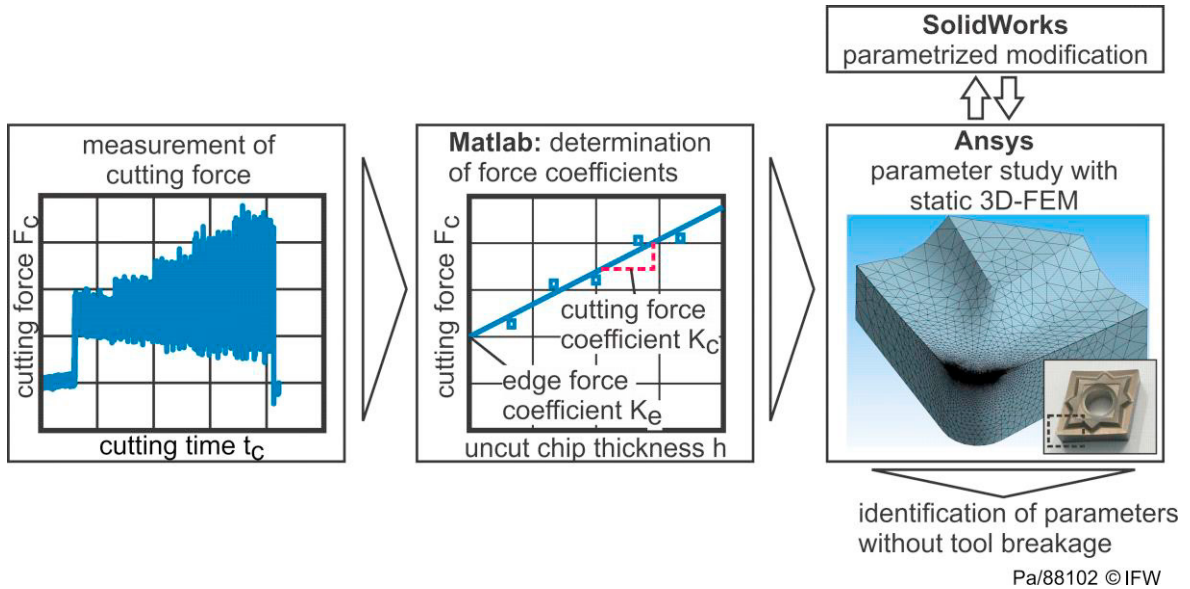 SolidWorks
parametrized modification
measurement of
cutting force
cutting force Fc
cutting time tc
Matlab: determination
of force coefficients
cutting force Fc
cutting force
coefficient Kc
edge force
coefficient Ke
uncut chip thickness h
Ansys
parameter study with
static 3D-FEM
identification of parameters
without tool breakage
Pa/88102 © IFW